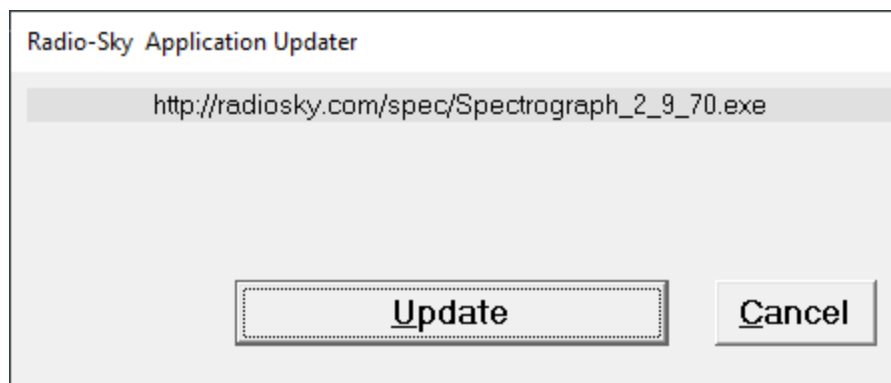 Radio-Sky  Application Updater
http://radiosky.com/spec/Spectrograph_2_9_70.exe
Update
Cancel